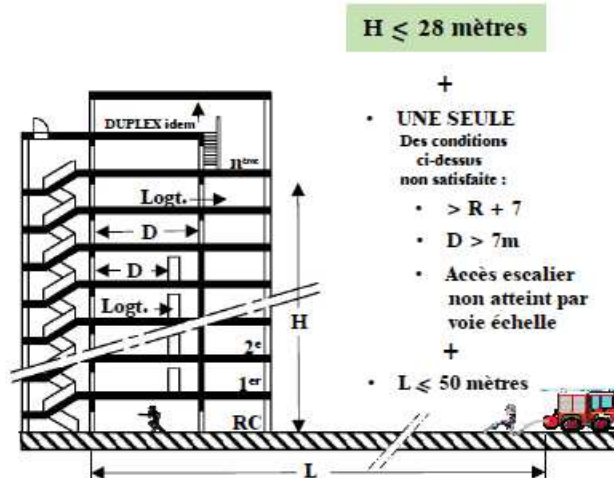 H ⩽ 28 mètres
+
• UNE SEULE
Des conditions
ci-dessus
non satisfaite :
• > R + 7
• D > 7m
• Accès escalier
non atteint par
voie échelle
+
• L ⩽ 50 mètres
DUPLEX idem
nième
Logt.
D
D
Logt.
H
2e
1er
RC
L